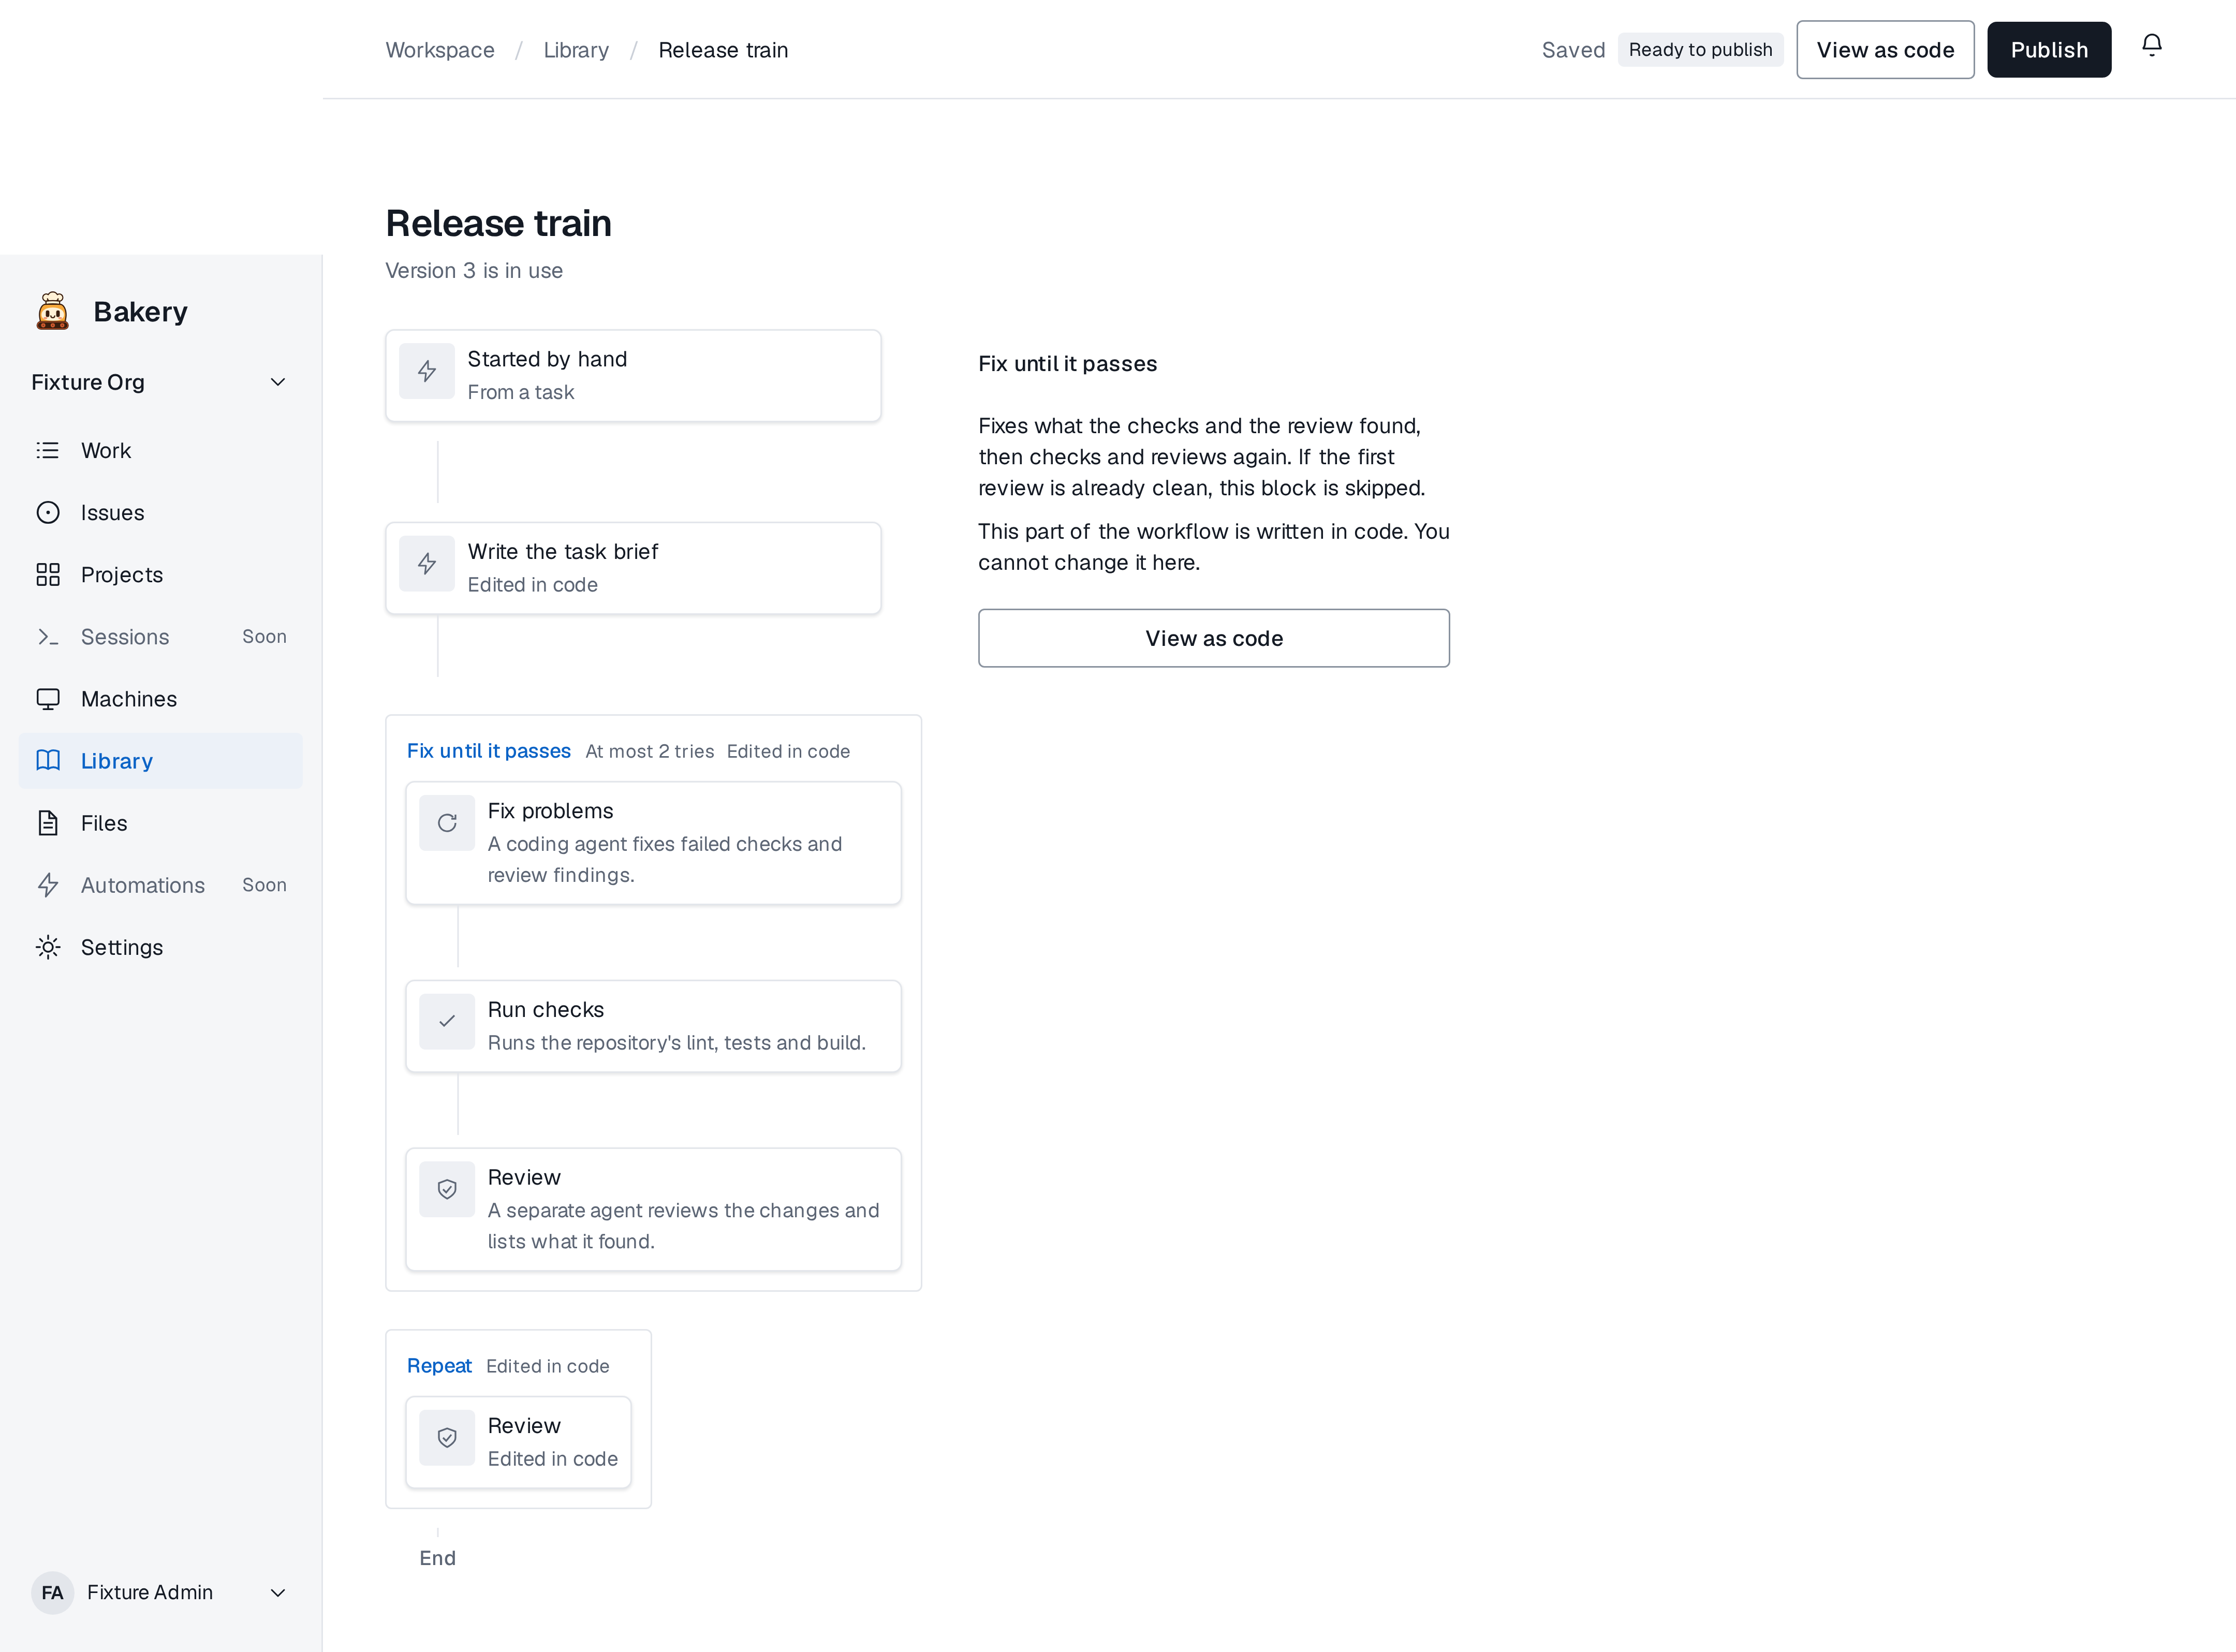 Workspace / Library / Release train
Saved
Ready to publish
View as code
Publish
Release train
Version 3 is in use
Bakery
Fixture Org
Work
Issues
Projects
Sessions Soon
Machines
Library
Files
Automations Soon
Settings
FA Fixture Admin
Started by hand
From a task
Write the task brief
Edited in code
Fix until it passes At most 2 tries Edited in code
Fix problems
A coding agent fixes failed checks and
review findings.
Run checks
Runs the repository's lint, tests and build.
Review
A separate agent reviews the changes and
lists what it found.
Repeat Edited in code
Review
Edited in code
End
Fix until it passes
Fixes what the checks and the review found,
then checks and reviews again. If the first
review is already clean, this block is skipped.
This part of the workflow is written in code. You
cannot change it here.
View as code